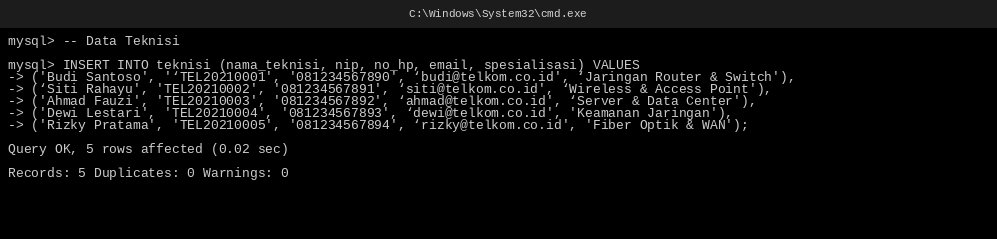 C:\Windows\System32\cmd.exe
mysql> -- Data Teknisi
mysql> INSERT INTO teknisi (nama_teknisi, nip, no_hp, email, spesialisasi) VALUES
-> ('Budi Santoso', '‘TEL20210001', '081234567890', ‘budi@telkom.co.id', ‘Jaringan Router & Switch'),
-> (‘Siti Rahayu', 'TEL20210002', '081234567891', ‘siti@telkom.co.id', ‘Wireless & Access Point'),
-> ('Ahmad Fauzi', 'TEL20210003', '081234567892', ‘ahmad@telkom.co.id', ‘Server & Data Center'),
-> ('Dewi Lestari', 'TEL20210004', '081234567893', ‘dewi@telkom.co.id', 'Keamanan Jaringan'),
-> ('Rizky Pratama', 'TEL20210005', '081234567894', ‘rizky@telkom.co.id', 'Fiber Optik & WAN');
Query OK, 5 rows affected (0.02 sec)
Records: 5 Duplicates: 0 Warnings: 0